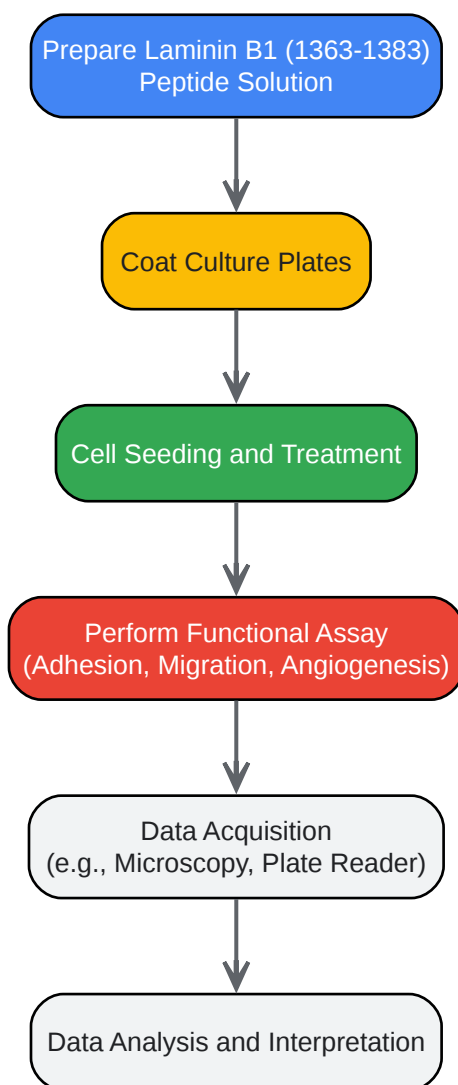 Prepare Laminin B1 (1363-1383)
Peptide Solution
Coat Culture Plates
Cell Seeding and Treatment
Perform Functional Assay
(Adhesion, Migration, Angiogenesis)
Data Acquisition
(e.g., Microscopy, Plate Reader)
Data Analysis and Interpretation